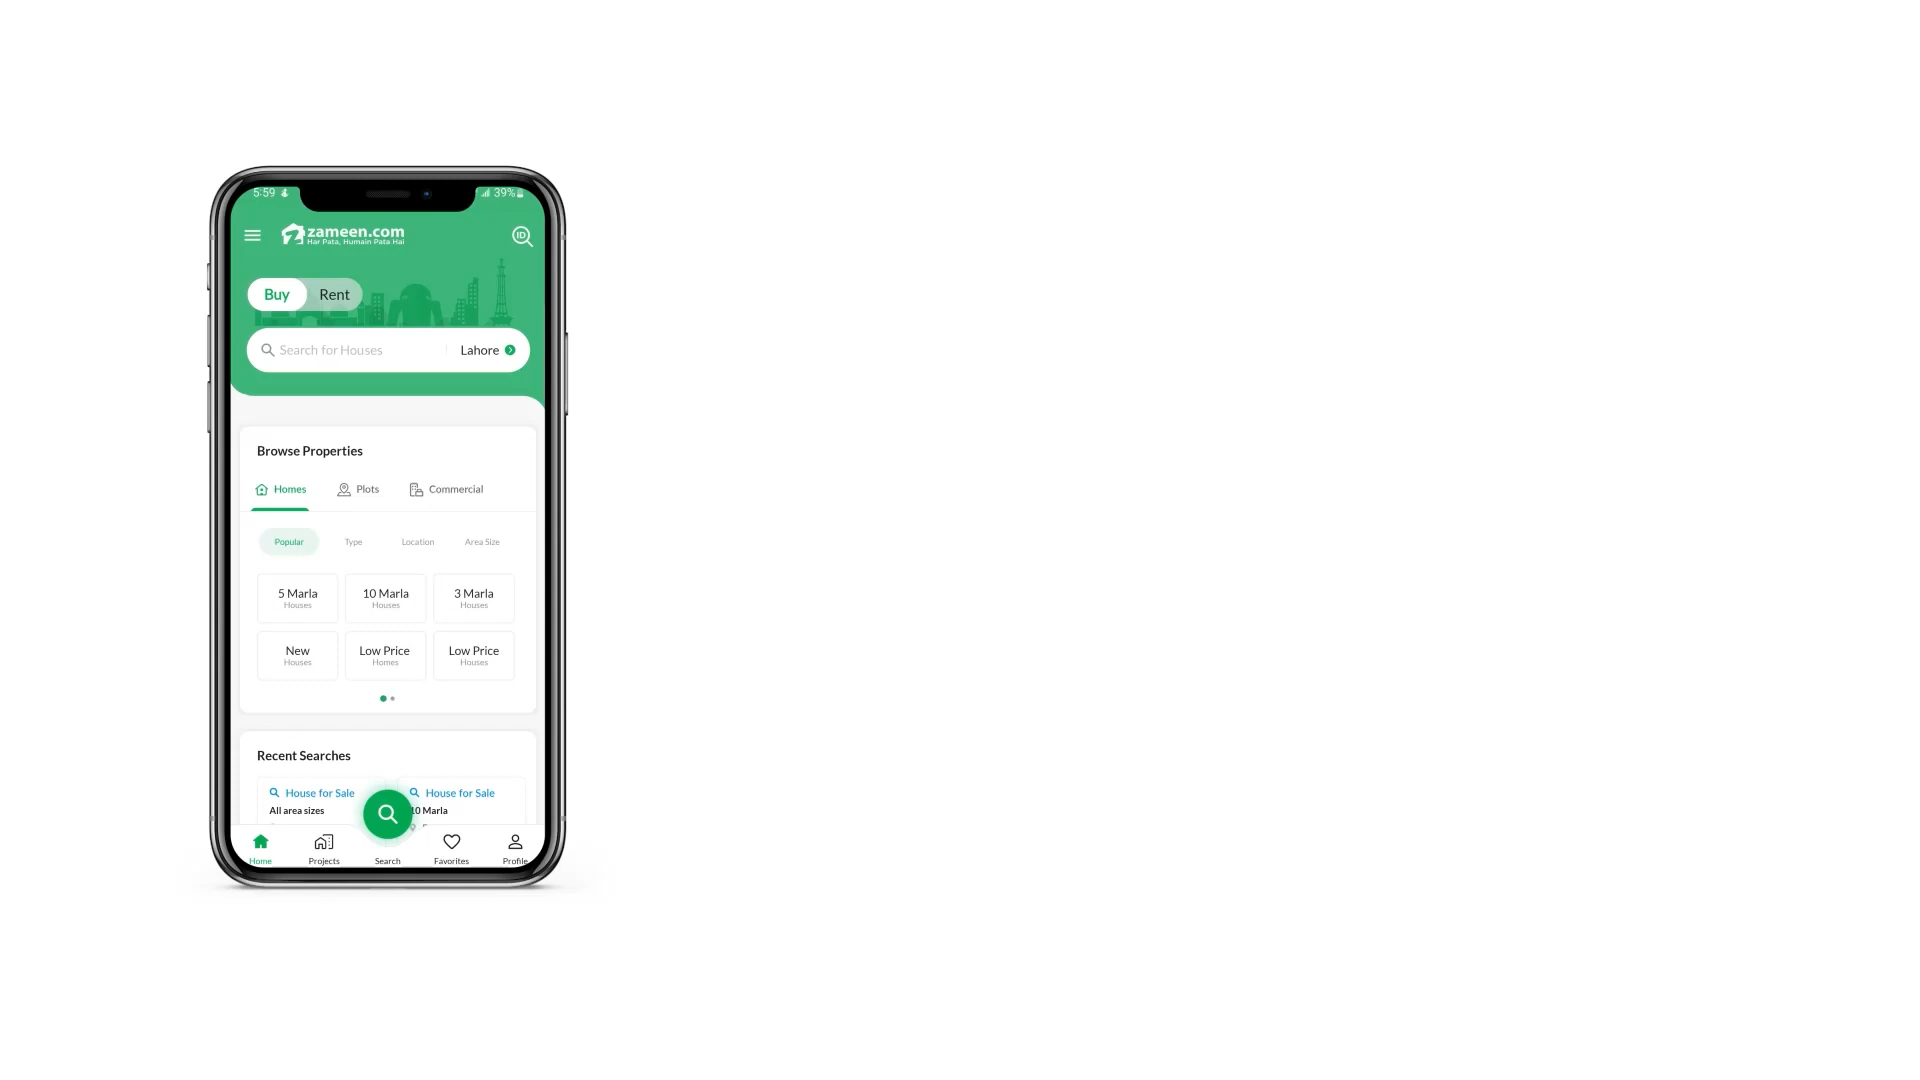 5:59 39%
zameen.com
Har Pata, Humain Pata Hai
ID
Buy Rent
Search for Houses Lahore
Browse Properties
Homes Plots Commercial
Popular Type Location Area Size
5 Marla 10 Marla 3 Marla
Houses Houses Houses
New Low Price Low Price
Houses Homes Houses
Recent Searches
House for Sale House for Sale
All area sizes 10 Marla
Home Projects Search Favorites Profile